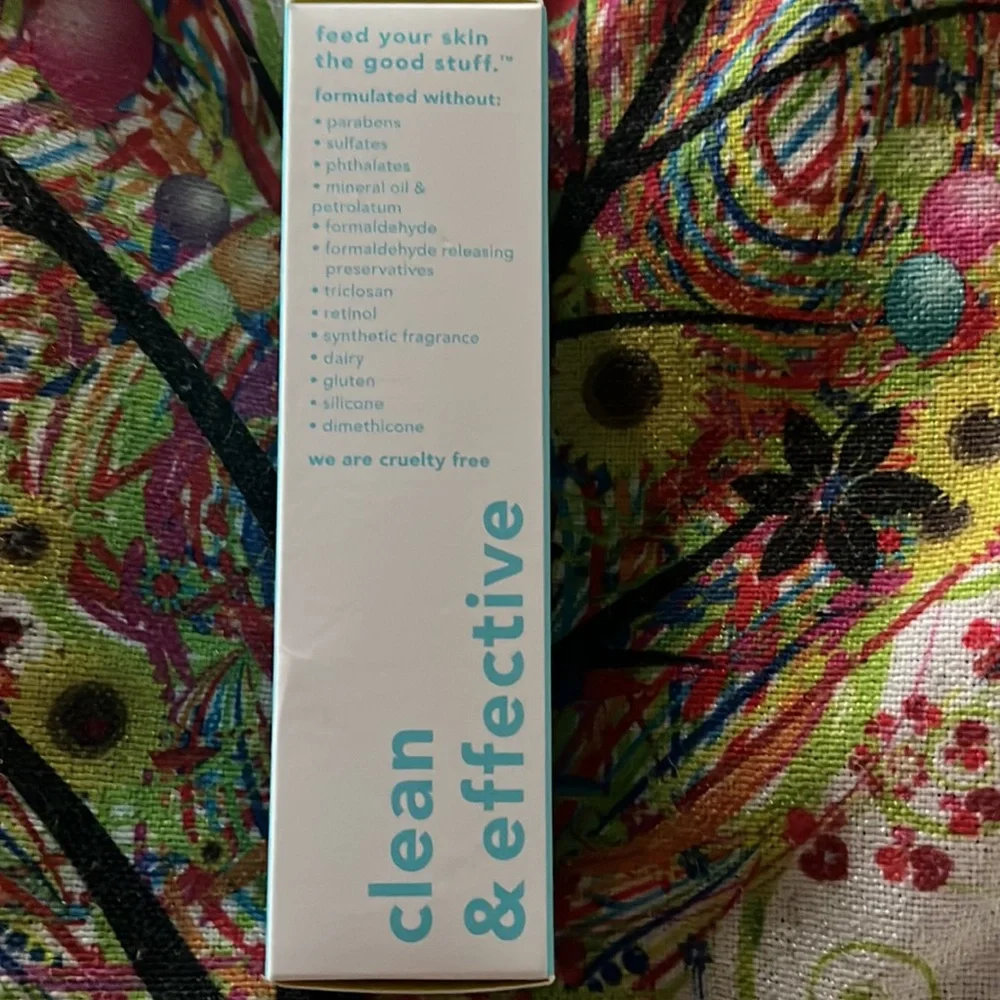 feed your skin
the good stuff.™
formulated without:
• parabens
• sulfates
• phthalates
• mineral oil &
petrolatum
• formaldehyde
• formaldehyde releasing
preservatives
• triclosan
• retinol
• synthetic fragrance
• dairy
• gluten
• silicone
• dimethicone
we are cruelty free
clean
& effective